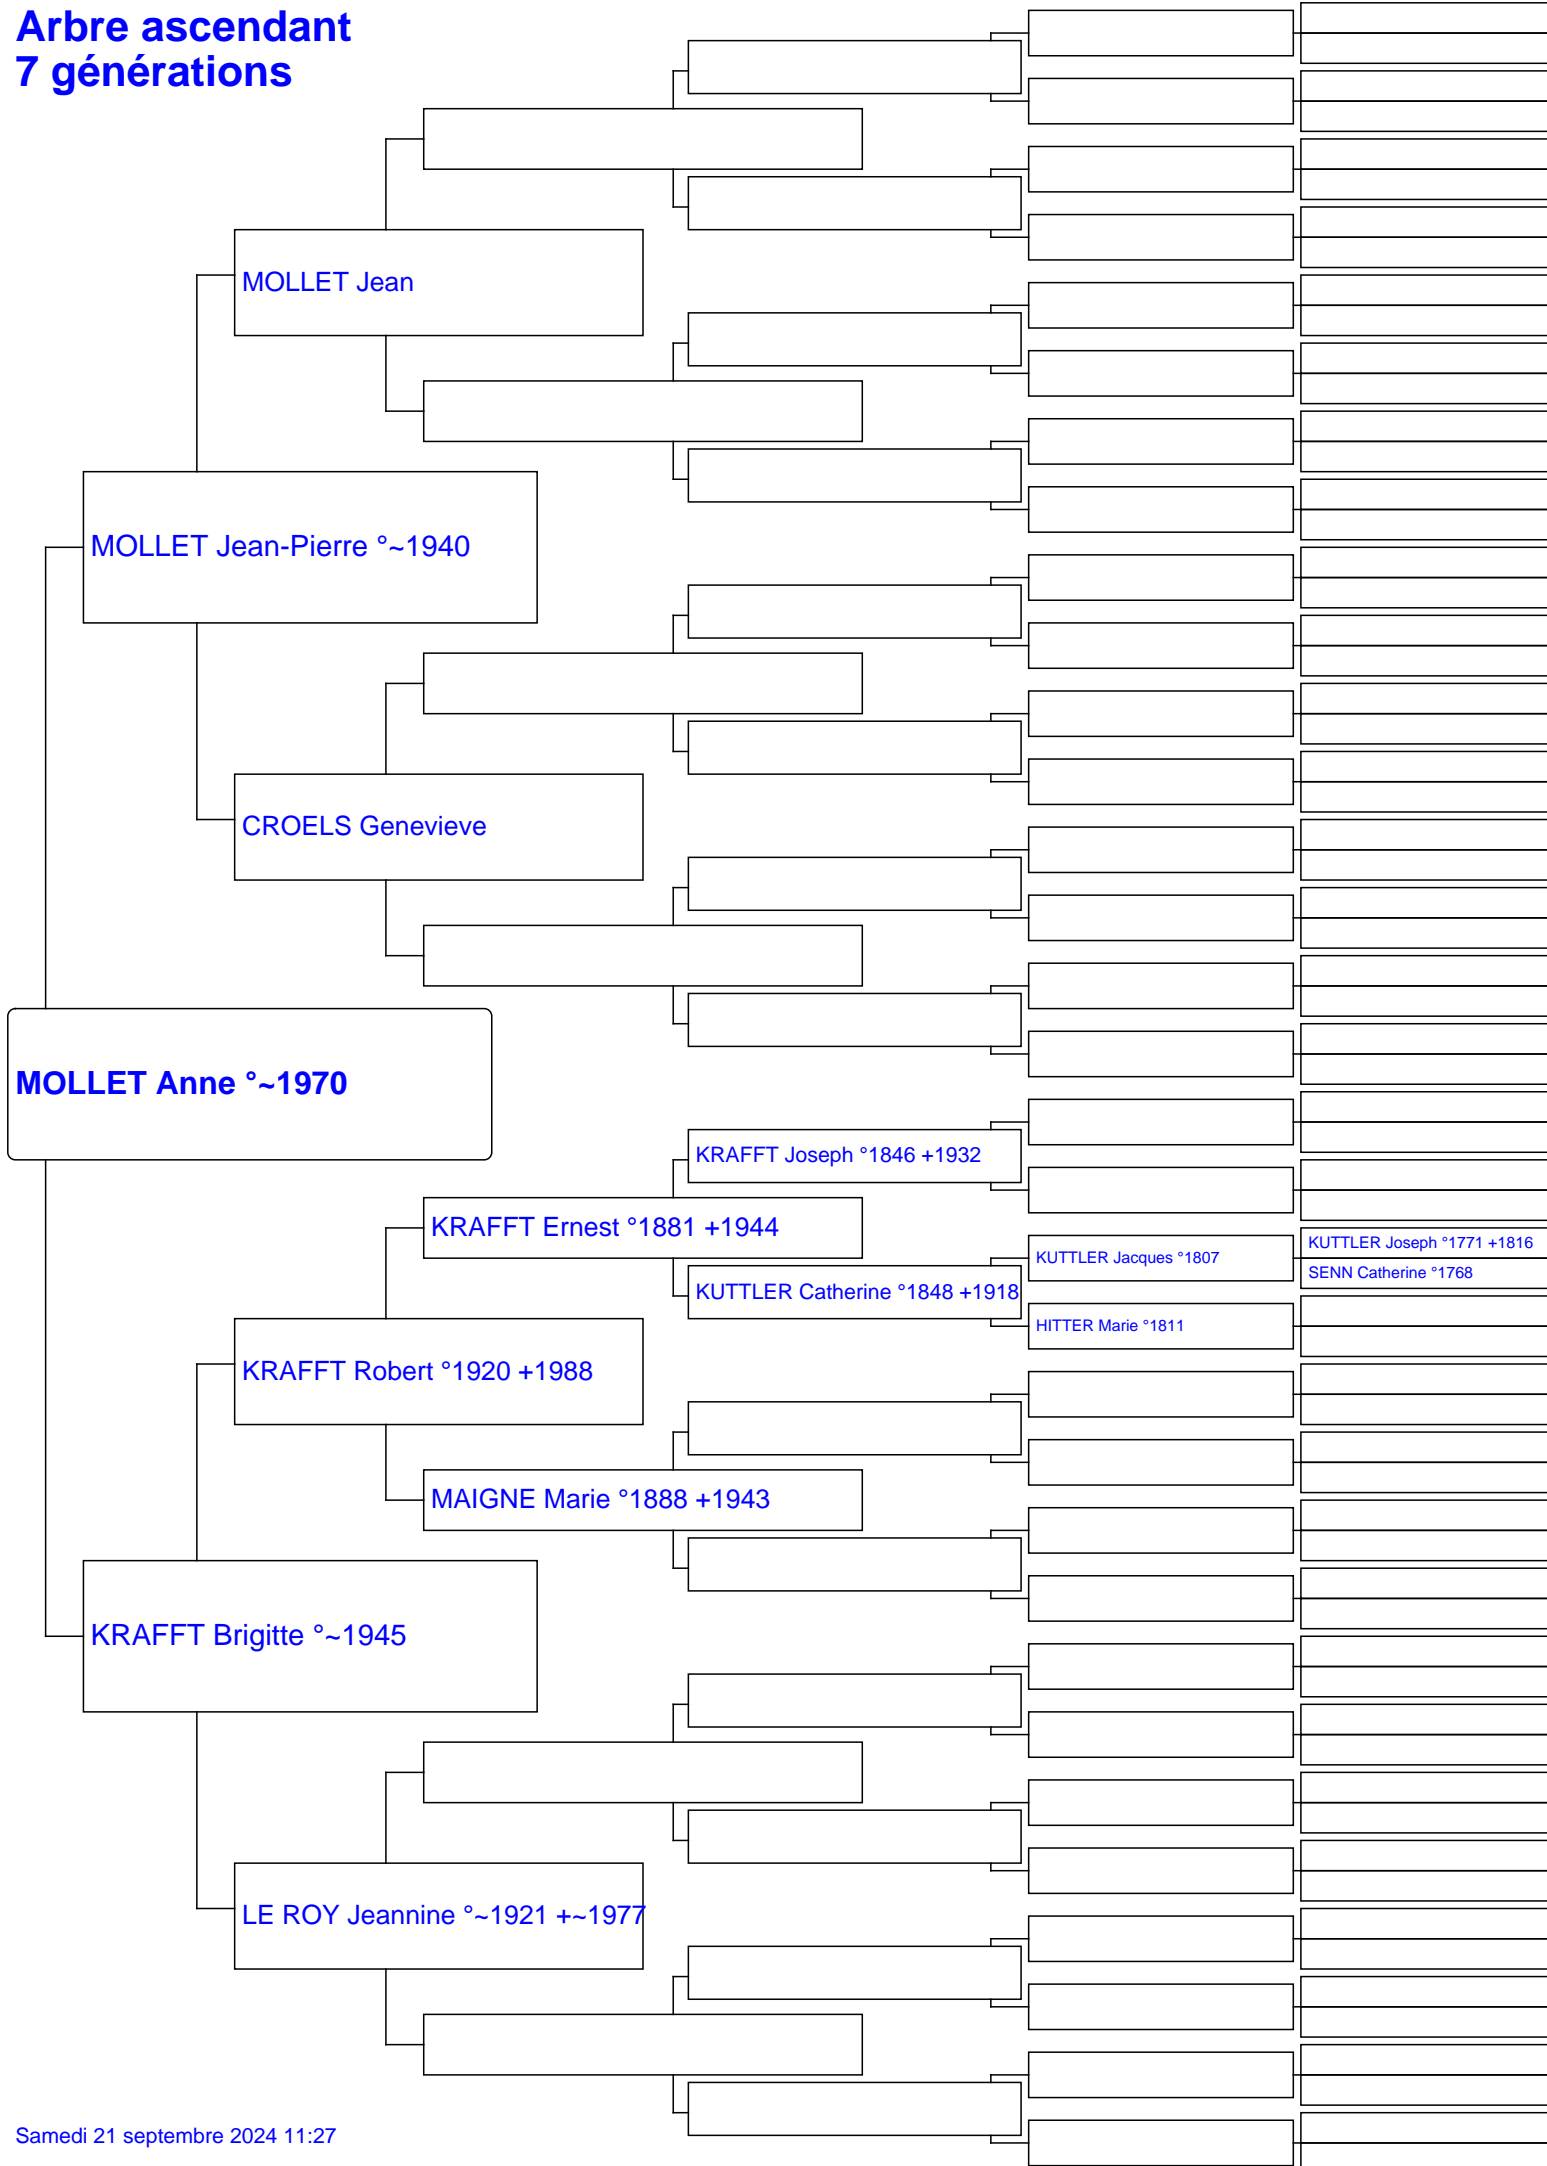 Arbre ascendant
7 générations
MOLLET Jean
MOLLET Jean-Pierre °~1940
CROELS Genevieve
MOLLET Anne °~1970
KRAFFT Joseph °1846 +1932
KRAFFT Ernest °1881 +1944
KUTTLER Joseph °1771 +1816
KUTTLER Jacques °1807
SENN Catherine °1768
KUTTLER Catherine °1848 +1918
HITTER Marie °1811
KRAFFT Robert °1920 +1988
MAIGNE Marie °1888 +1943
KRAFFT Brigitte °~1945
LE ROY Jeannine °~1921 +~1977
Samedi 21 septembre 2024 11:27